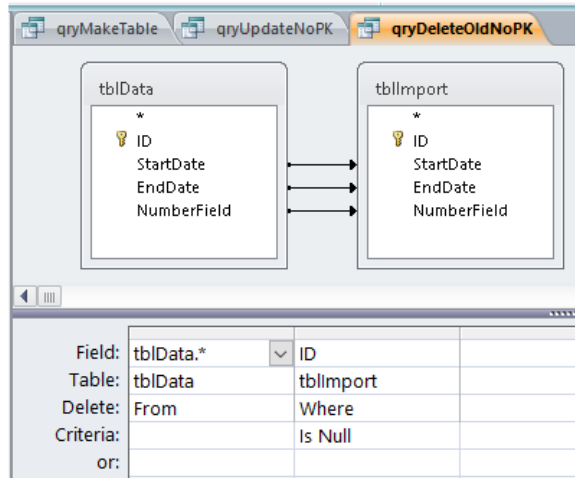 qryMakeTable qryUpdateNoPK qryDeleteOldNoPK
tblData
*
ID
StartDate
EndDate
NumberField
tblImport
*
ID
StartDate
EndDate
NumberField
Field: tblData.* ID
Table: tblData tblImport
Delete: From Where
Criteria: Is Null
or: